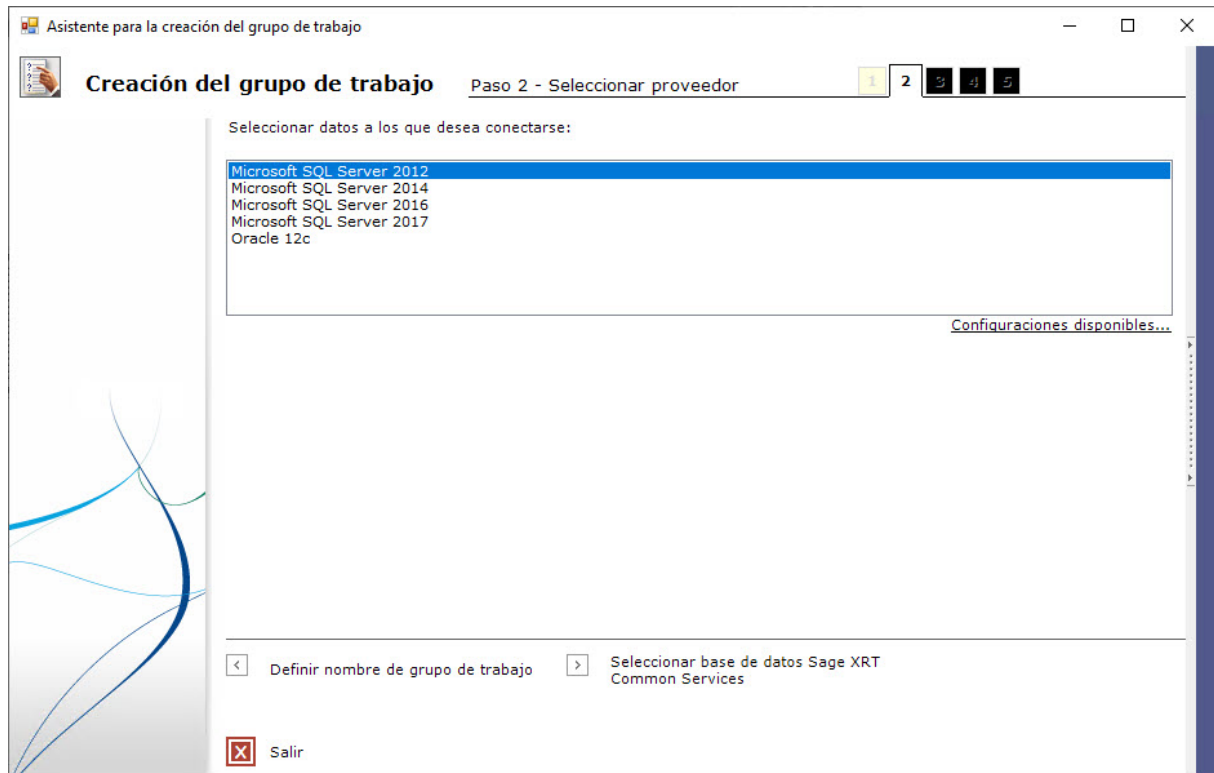 Asistente para la creación del grupo de trabajo
Creación del grupo de trabajo
Paso 2 - Seleccionar proveedor
1 2 3 4 5
Seleccionar datos a los que desea conectarse:
Microsoft SQL Server 2012
Microsoft SQL Server 2014
Microsoft SQL Server 2016
Microsoft SQL Server 2017
Oracle 12c
Configuraciones disponibles...
Definir nombre de grupo de trabajo
Seleccionar base de datos Sage XRT
Common Services
Salir